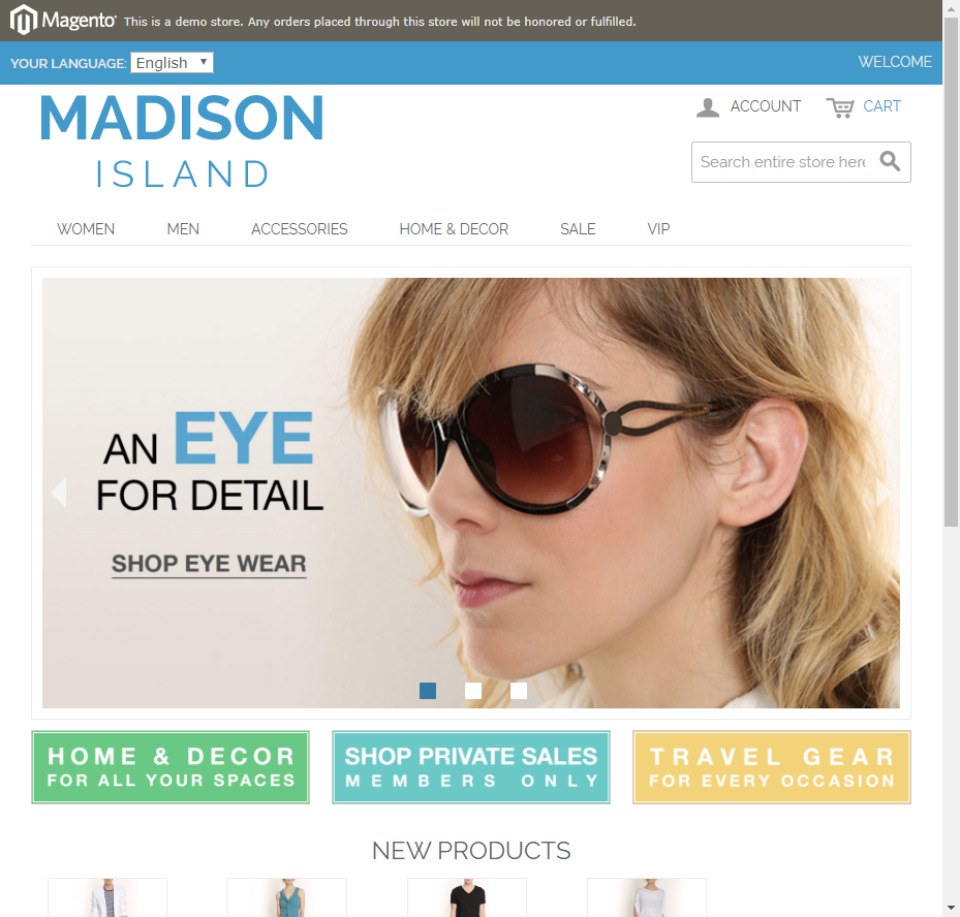 Magento This is a demo store. Any orders placed through this store will not be honored or fulfilled.
YOUR LANGUAGE: English WELCOME
MADISON
ISLAND
ACCOUNT CART
Search entire store here
WOMEN MEN ACCESSORIES HOME & DECOR SALE VIP
AN EYE
FOR DETAIL
SHOP EYE WEAR
HOME & DECOR
FOR ALL YOUR SPACES
SHOP PRIVATE SALES
MEMBERS ONLY
TRAVEL GEAR
FOR EVERY OCCASION
NEW PRODUCTS